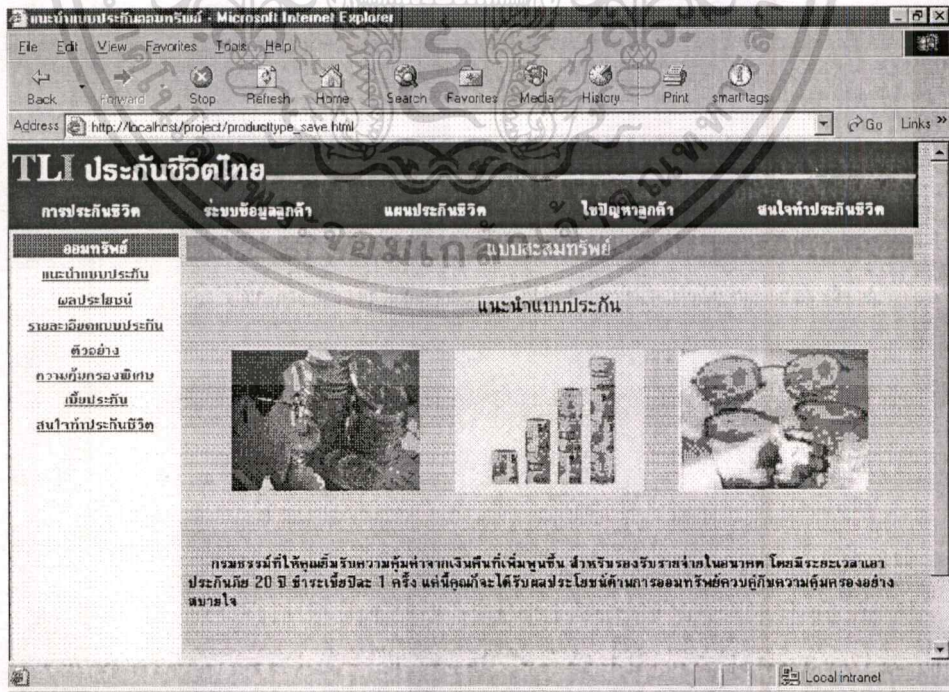 แนะนำแบบประกันออมทรัพย์ - Microsoft Internet Explorer
File Edit View Favorites Tools Help
Back Forward Stop Refresh Home Search Favorites Media History Print smart tags
Address http://localhost/project/producttype_save.html Go Links »
TLI ประกันชีวิตไทย
การประกันชีวิต ระบบข้อมูลลูกค้า แผนประกันชีวิต ไขปัญหาลูกค้า สนใจทำประกันชีวิต
ออมทรัพย์ แบบสะสมทรัพย์
แนะนำแบบประกัน
ผลประโยชน์
รายละเอียดแบบประกัน
ตัวอย่าง
ความคุ้มครองพิเศษ
เบี้ยประกัน
สนใจทำประกันชีวิต
แนะนำแบบประกัน
กรมธรรม์ที่ให้คุณยิ้มรับความคุ้มค่าจากเงินคืนที่เพิ่มพูนขึ้น สำหรับรองรับรายจ่ายในอนาคต โดยมีระยะเวลาเอา
ประกันภัย 20 ปี ชำระเบี้ยปีละ 1 ครั้ง แค่นี้คุณก็จะได้รับผลประโยชน์ด้านการออมทรัพย์ควบคู่กับความคุ้มครองอย่าง
สบายใจ
Local intranet